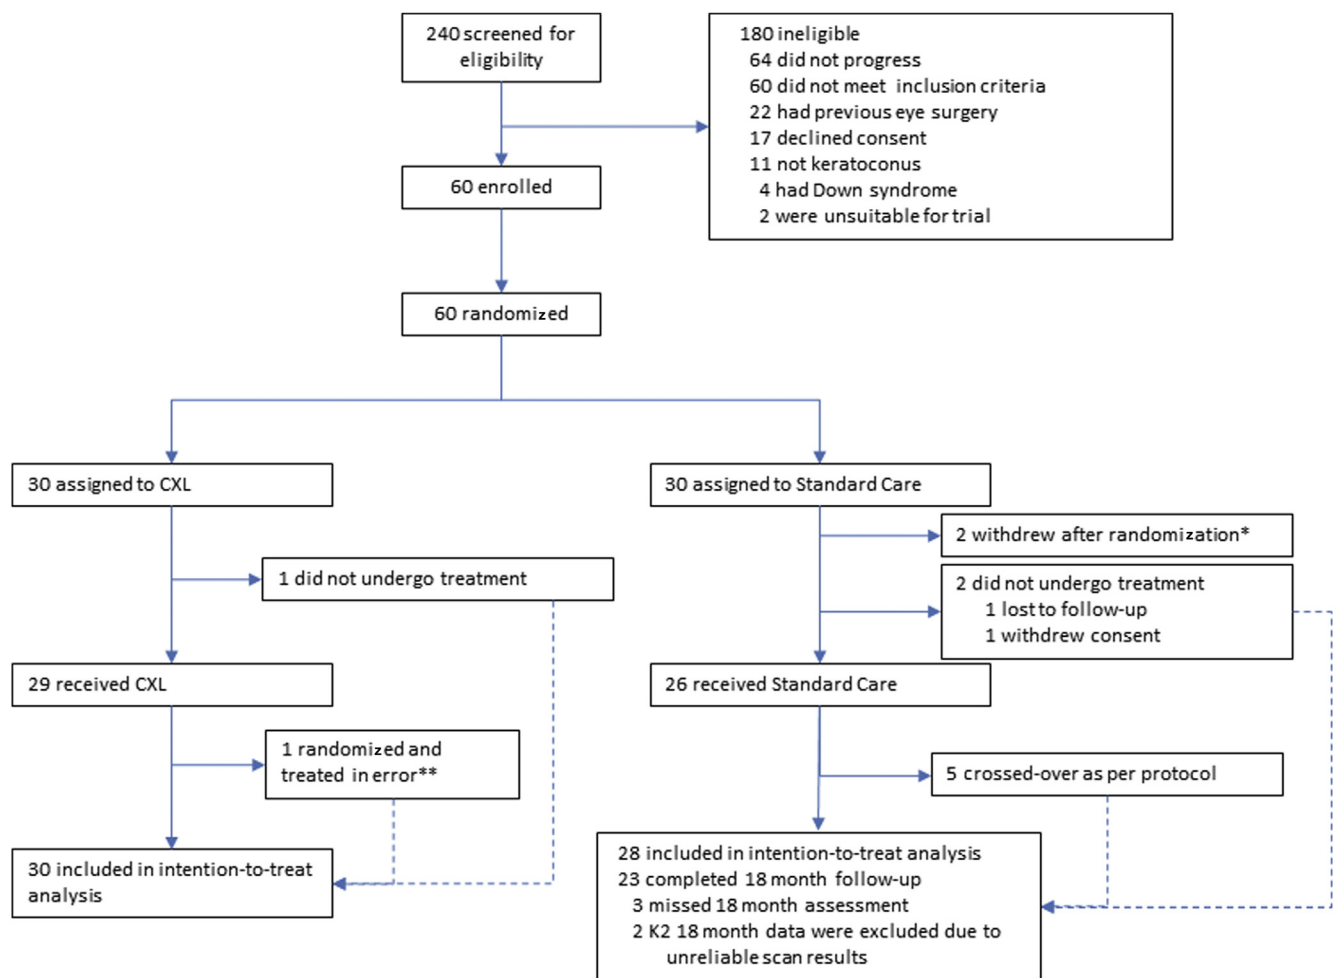 240 screened for
eligibility
180 ineligible
64 did not progress
60 did not meet inclusion criteria
22 had previous eye surgery
17 declined consent
11 not keratoconus
4 had Down syndrome
2 were unsuitable for trial
60 enrolled
60 randomized
30 assigned to CXL
30 assigned to Standard Care
2 withdrew after randomization*
1 did not undergo treatment
2 did not undergo treatment
1 lost to follow-up
1 withdrew consent
29 received CXL
26 received Standard Care
1 randomized and
treated in error**
5 crossed-over as per protocol
30 included in intention-to-treat
analysis
28 included in intention-to-treat analysis
23 completed 18 month follow-up
3 missed 18 month assessment
2 K2 18 month data were excluded due to
unreliable scan results